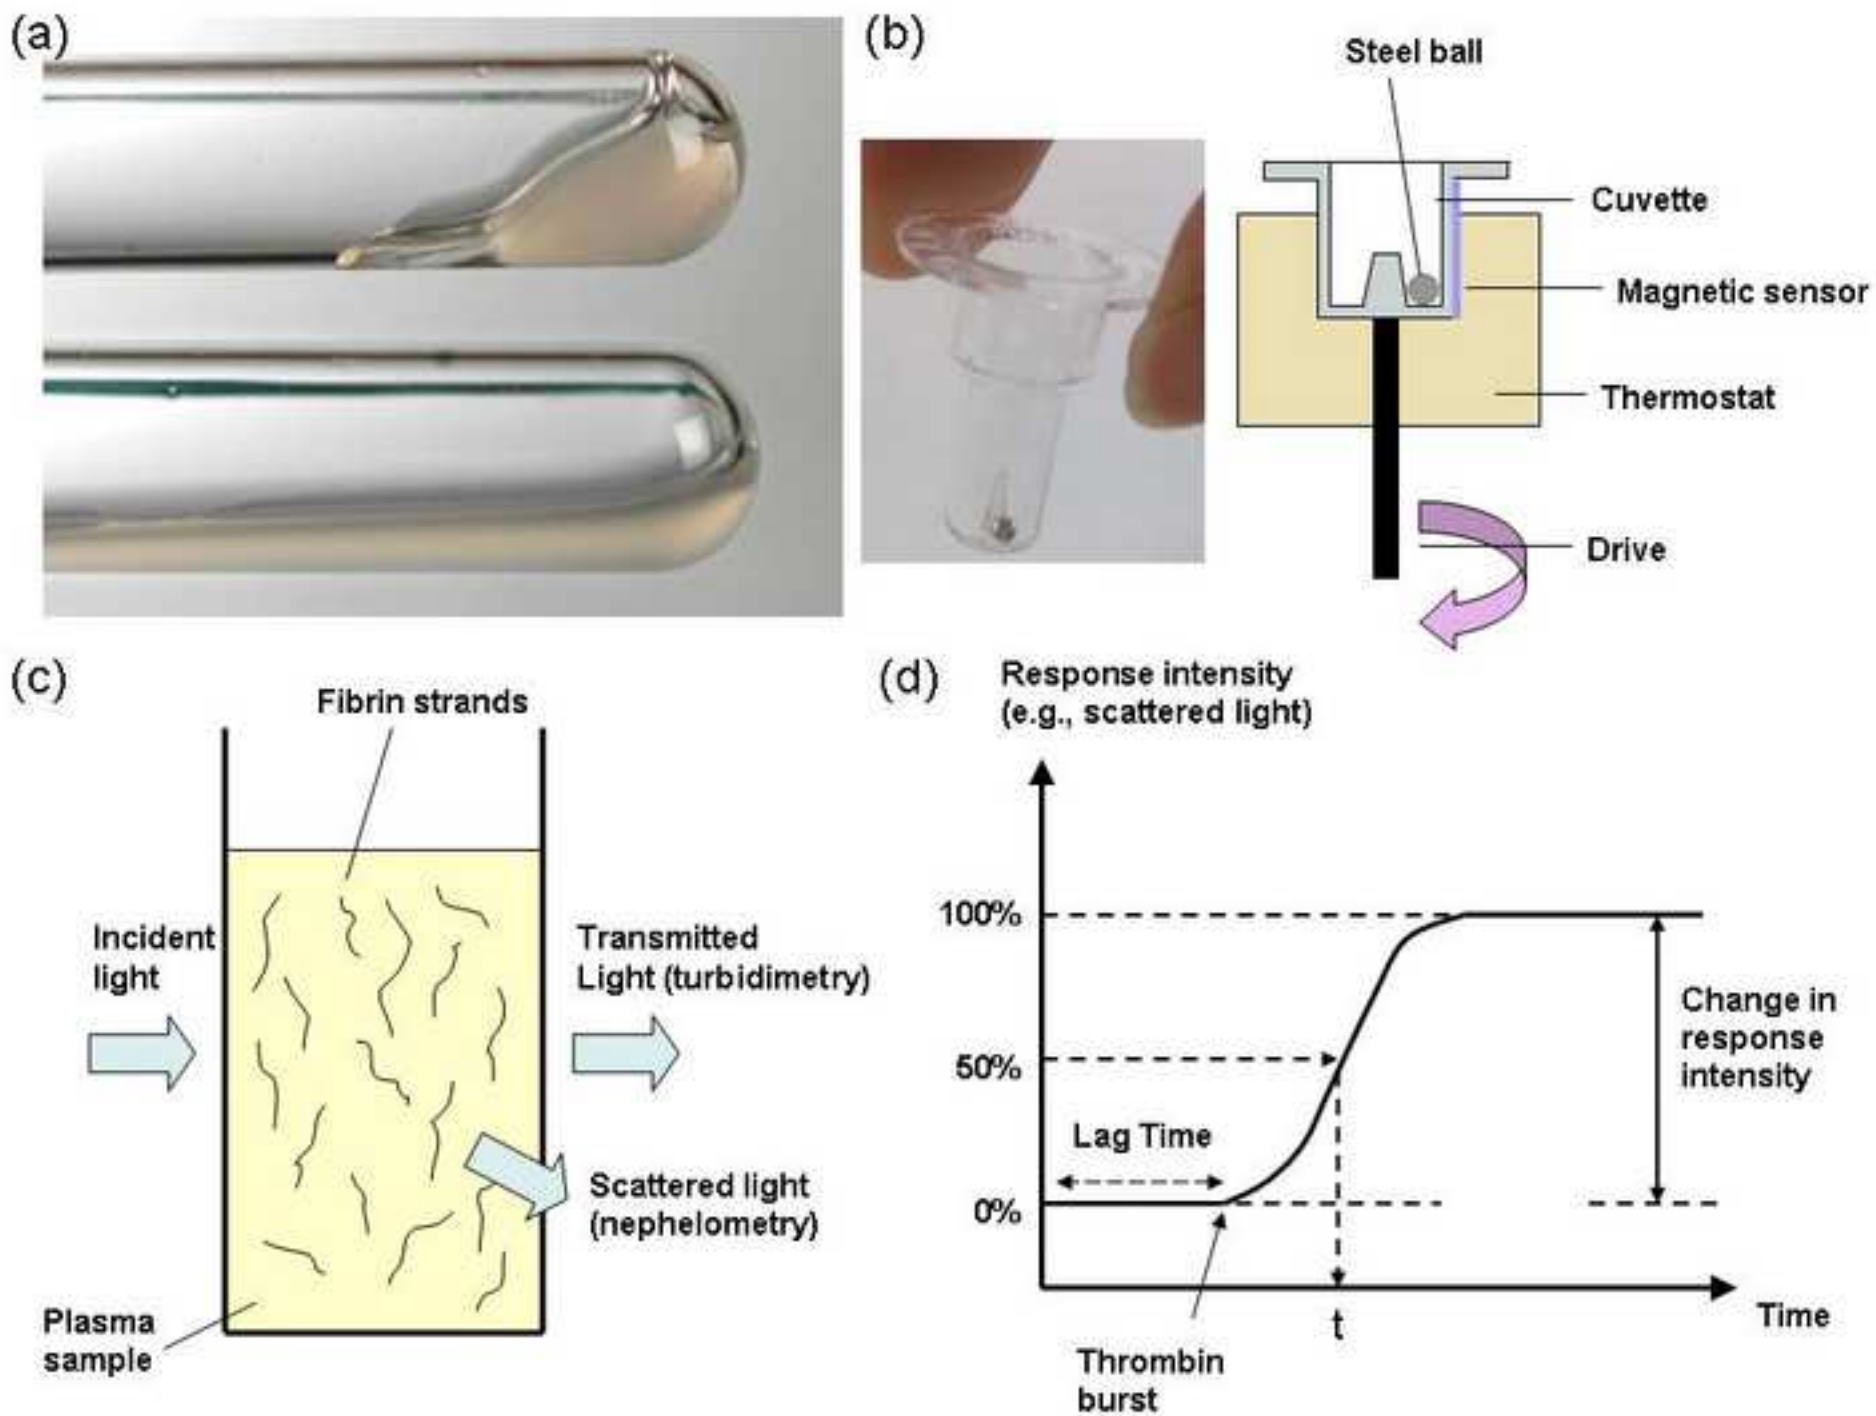 (a)
(b)
Steel ball
Cuvette
Magnetic sensor
Thermostat
Drive
(c)
Fibrin strands
Incident
light
Transmitted
Light (turbidimetry)
Scattered light
(nephelometry)
Plasma
sample
(d)
Response intensity
(e.g., scattered light)
100%
50%
0%
Lag Time
Change in
response
intensity
t
Time
Thrombin
burst